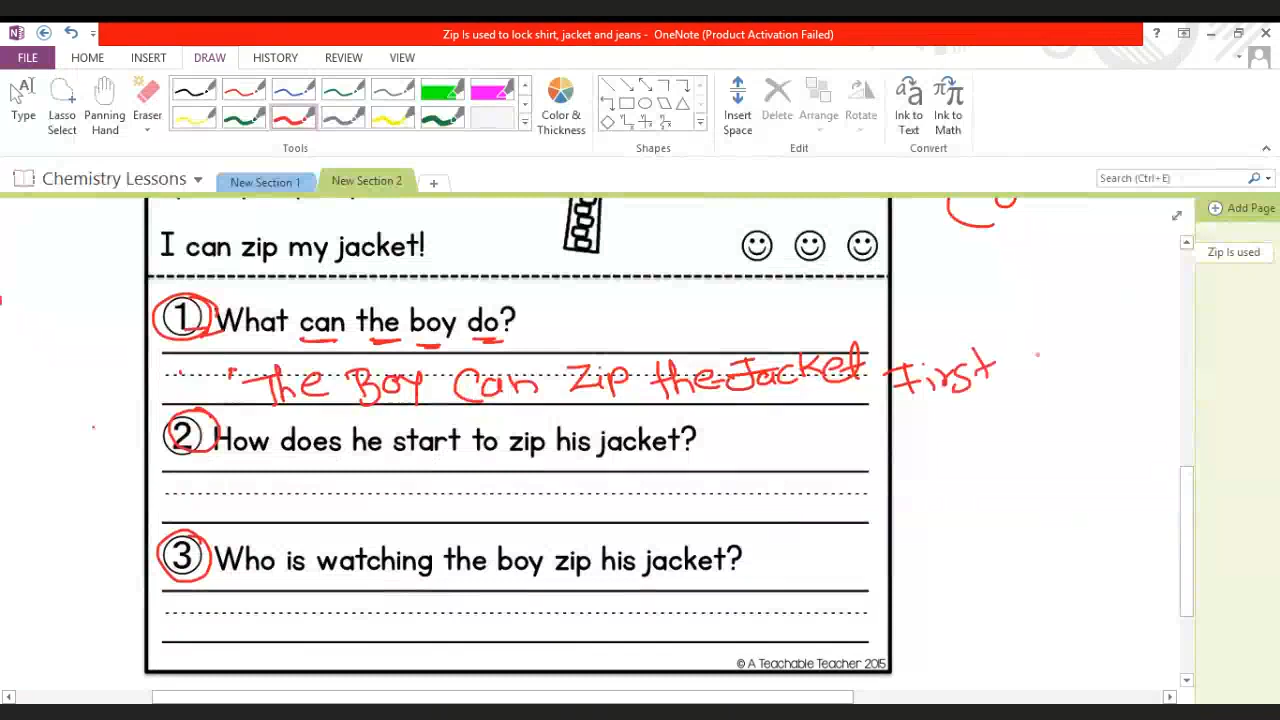 Zip Is used to lock shirt, jacket and jeans - OneNote (Product Activation Failed)
FILE HOME INSERT DRAW HISTORY REVIEW VIEW
Type Lasso Select Panning Hand Eraser Color & Thickness Insert Space Delete Arrange Rotate Ink to Text Ink to Math
Tools Shapes Edit Convert
Chemistry Lessons New Section 1 New Section 2 Search (Ctrl+E)
Add Page
Zip Is used
I can zip my jacket!
1 What can the boy do?
The Boy Can Zip the Jacket First
2 How does he start to zip his jacket?
3 Who is watching the boy zip his jacket?
© A Teachable Teacher 2015